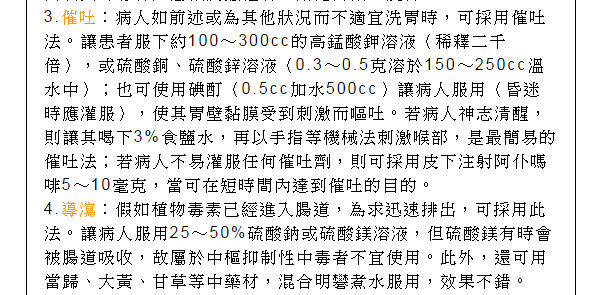 3.催吐：病人如前述或為其他狀況而不適宜洗胃時，可採用催吐
法。讓患者服下約100～300cc的高錳酸鉀溶液（稀釋二千
倍），或硫酸銅、硫酸鋅溶液（0.3～0.5克溶於150～250cc溫
水中）；也可使用碘酊（0.5cc加水500cc）讓病人服用（昏迷
時應灌服），使其胃壁黏膜受到刺激而嘔吐。若病人神志清醒，
則讓其喝下3%食鹽水，再以手指等機械法刺激喉部，是最簡易的
催吐法；若病人不易灌服任何催吐劑，則可採用皮下注射阿仆嗎
啡5～10毫克，當可在短時間內達到催吐的目的。
4.導瀉：假如植物毒素已經進入腸道，為求迅速排出，可採用此
法。讓病人服用25～50%硫酸鈉或硫酸鎂溶液，但硫酸鎂有時會
被腸道吸收，故屬於中樞抑制性中毒者不宜使用。此外，還可用
當歸、大黃、甘草等中藥材，混合明礬煮水服用，效果不錯。